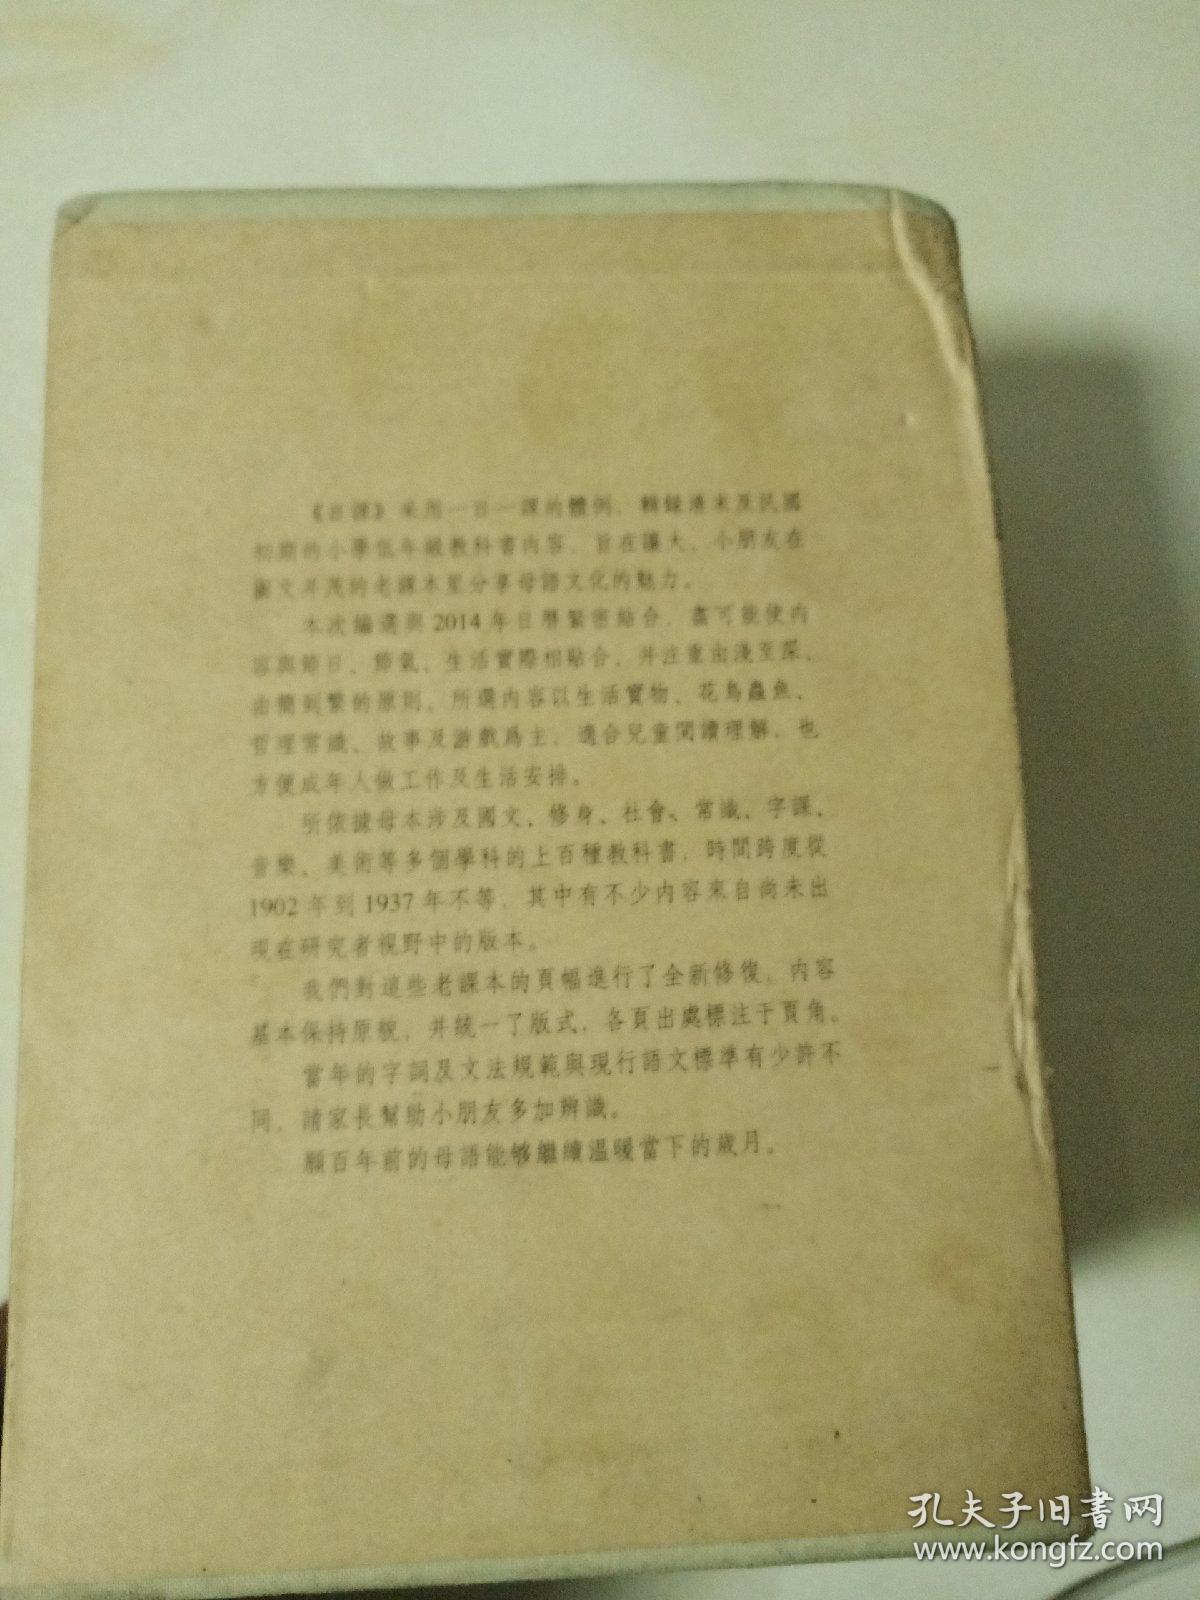 《日課》采用一日一課的體例，輯録清末及民國
初期的小學低年級教科書内容，旨在讓大、小朋友在
圖文并茂的老課本里分享母語文化的魅力。
本次編選與2014年日曆緊密結合，盡可能使内
容與節日、節氣、生活實際相貼合，并注重由淺至深、
由簡到繁的原則，所選内容以生活實物、花鳥蟲魚、
哲理常識、故事及游戲爲主，適合兒童閱讀理解，也
方便成年人做工作及生活安排。
所依據母本涉及國文、修身、社會、常識、字課、
音樂、美術等多個學科的上百種教科書，時間跨度從
1902年到1937年不等，其中有不少内容來自尚未出
現在研究者視野中的版本。
我們對這些老課本的頁幅進行了全新修復，内容
基本保持原貌，并統一了版式，各頁出處標注于頁角。
當年的字詞及文法規範與現行語文標準有少許不
同，請家長幫助小朋友多加辨識。
願百年前的母語能够繼續温暖當下的歲月。
孔夫子旧書网
www.kongfz.com